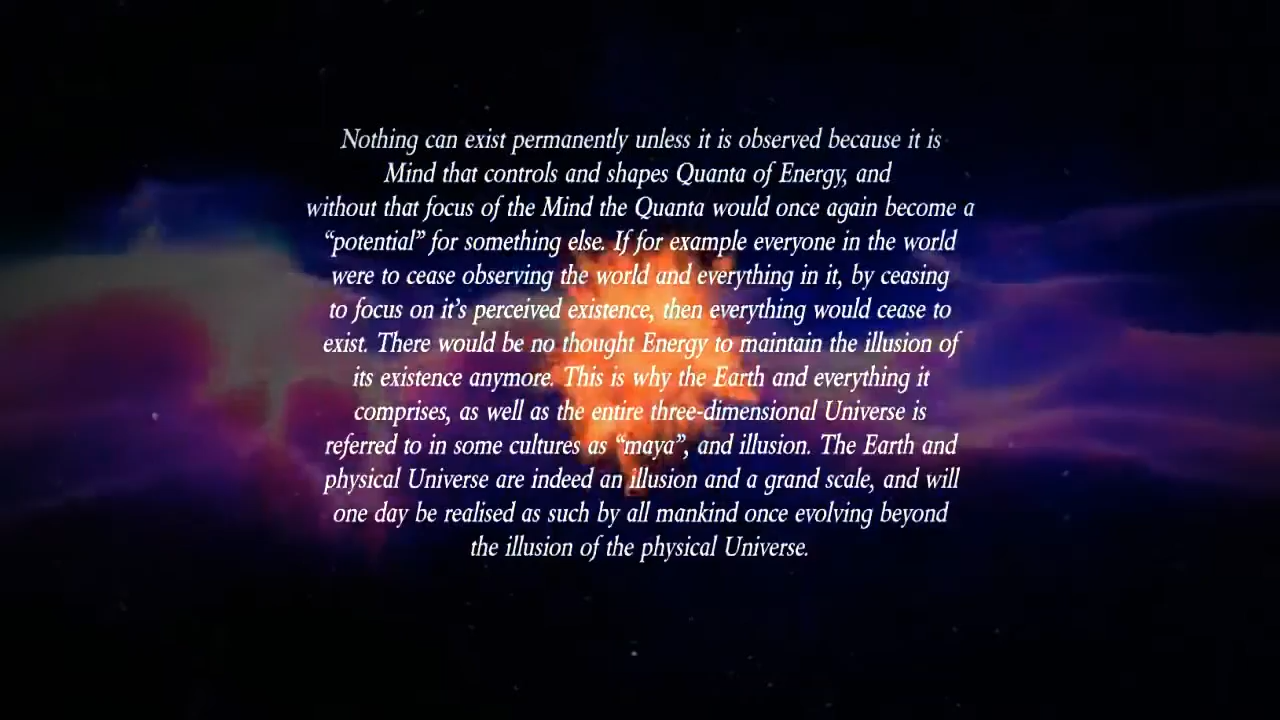 Nothing can exist permanently unless it is observed because it is
Mind that controls and shapes Quanta of Energy, and
without that focus of the Mind the Quanta would once again become a
“potential” for something else. If for example everyone in the world
were to cease observing the world and everything in it, by ceasing
to focus on it’s perceived existence, then everything would cease to
exist. There would be no thought Energy to maintain the illusion of
its existence anymore. This is why the Earth and everything it
comprises, as well as the entire three-dimensional Universe is
referred to in some cultures as “maya”, and illusion. The Earth and
physical Universe are indeed an illusion and a grand scale, and will
one day be realised as such by all mankind once evolving beyond
the illusion of the physical Universe.